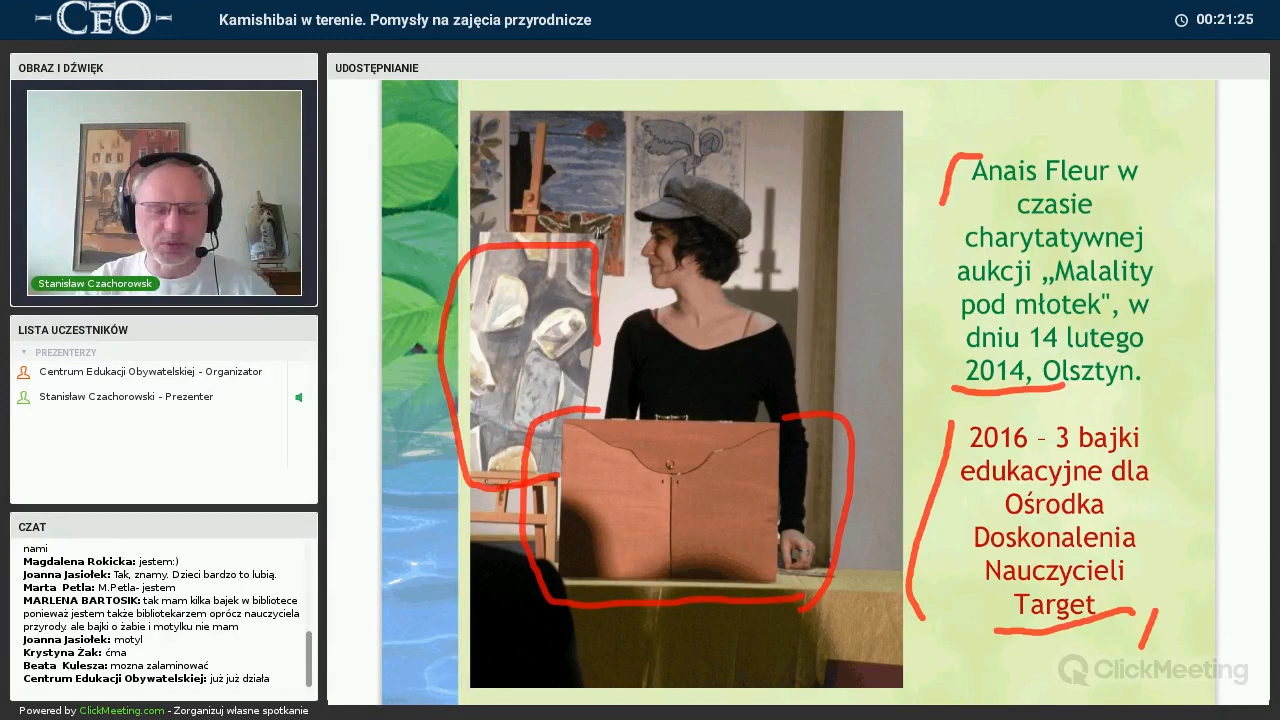 CEO
Kamishibai w terenie. Pomysły na zajęcia przyrodnicze
00:21:25
OBRAZ I DŹWIĘK
Stanisław Czachorowsk
LISTA UCZESTNIKÓW
PREZENTERZY
Centrum Edukacji Obywatelskiej - Organizator
Stanisław Czachorowski - Prezenter
CZAT
nami
Magdalena Rokicka: jestem:)
Joanna Jasiołek: Tak, znamy. Dzieci bardzo to lubią.
Marta Petla: M.Petla- jestem
MARLENA BARTOSIK: tak mam kilka bajek w bibliotece
ponieważ jestem także bibliotekarzem oprócz nauczyciela
przyrody. ale bajki o żabie i motylku nie mam
Joanna Jasiołek: motyl
Krystyna Żak: ćma
Beata Kulesza: mozna zalaminować
Centrum Edukacji Obywatelskiej: już już działa
Powered by ClickMeeting.com - Zorganizuj własne spotkanie
UDOSTĘPNIANIE
Anais Fleur w
czasie
charytatywnej
aukcji „Malality
pod młotek", w
dniu 14 lutego
2014, Olsztyn.
2016 – 3 bajki
edukacyjne dla
Ośrodka
Doskonalenia
Nauczycieli
Target
ClickMeeting